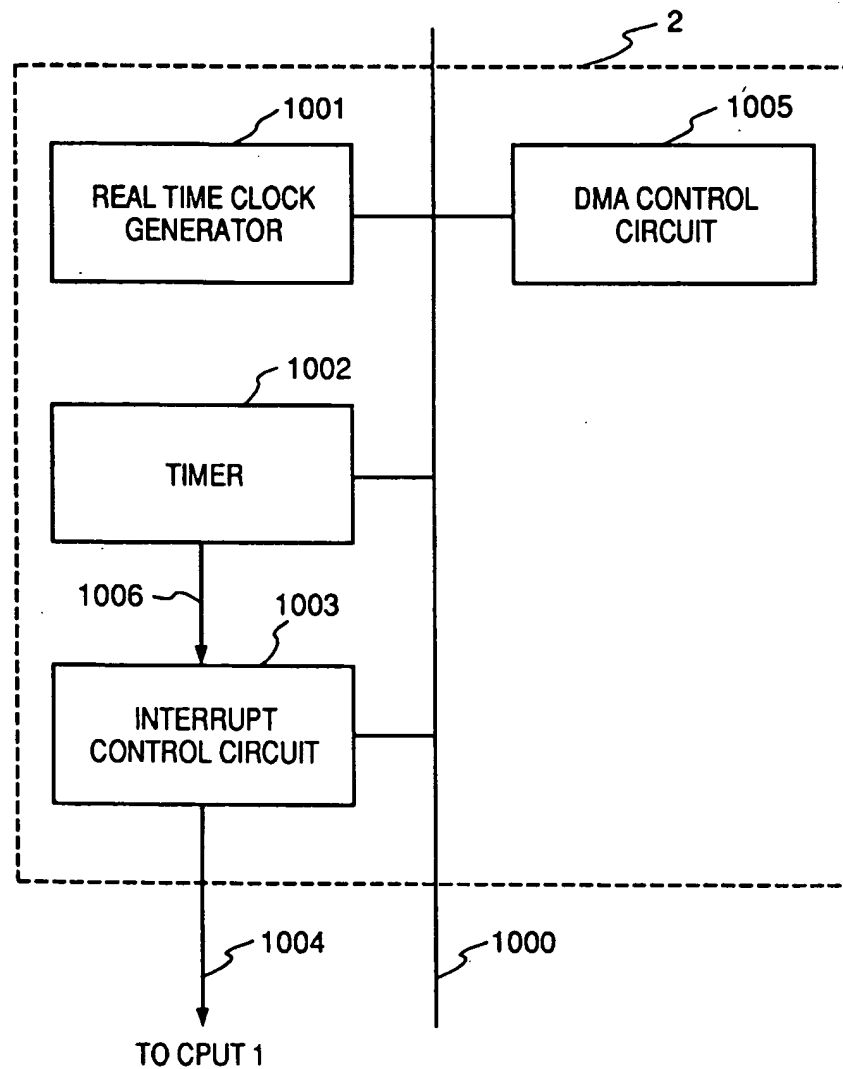 2
1001
REAL TIME CLOCK
GENERATOR
1005
DMA CONTROL
CIRCUIT
1002
TIMER
1006
1003
INTERRUPT
CONTROL CIRCUIT
1004
1000
TO CPUT 1